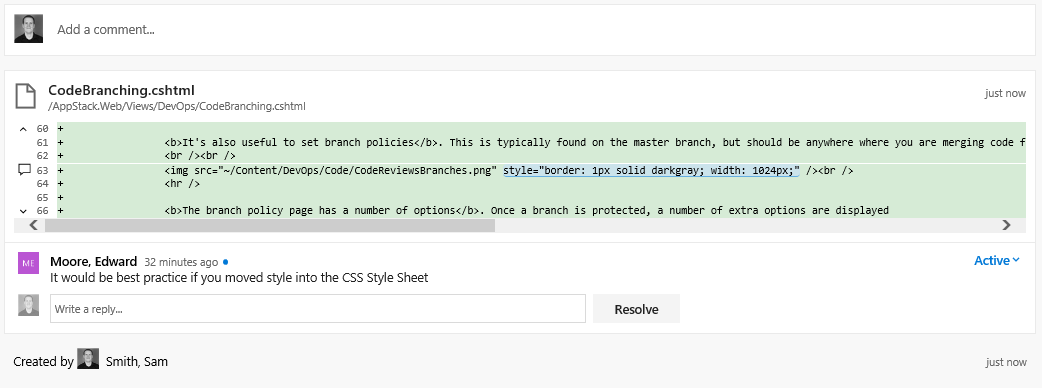 Add a comment...
CodeBranching.cshtml
/AppStack.Web/Views/DevOps/CodeBranching.cshtml
just now
60 +
61 + <b>It's also useful to set branch policies</b>. This is typically found on the master branch, but should be anywhere where you are merging code f
62 + <br /><br />
63 + <img src="~/Content/DevOps/Code/CodeReviewsBranches.png" style="border: 1px solid darkgray; width: 1024px;" /><br />
64 + <hr />
65 +
66 + <b>The branch policy page has a number of options</b>. Once a branch is protected, a number of extra options are displayed
ME Moore, Edward 32 minutes ago
Active
It would be best practice if you moved style into the CSS Style Sheet
Write a reply...
Resolve
Created by Smith, Sam
just now